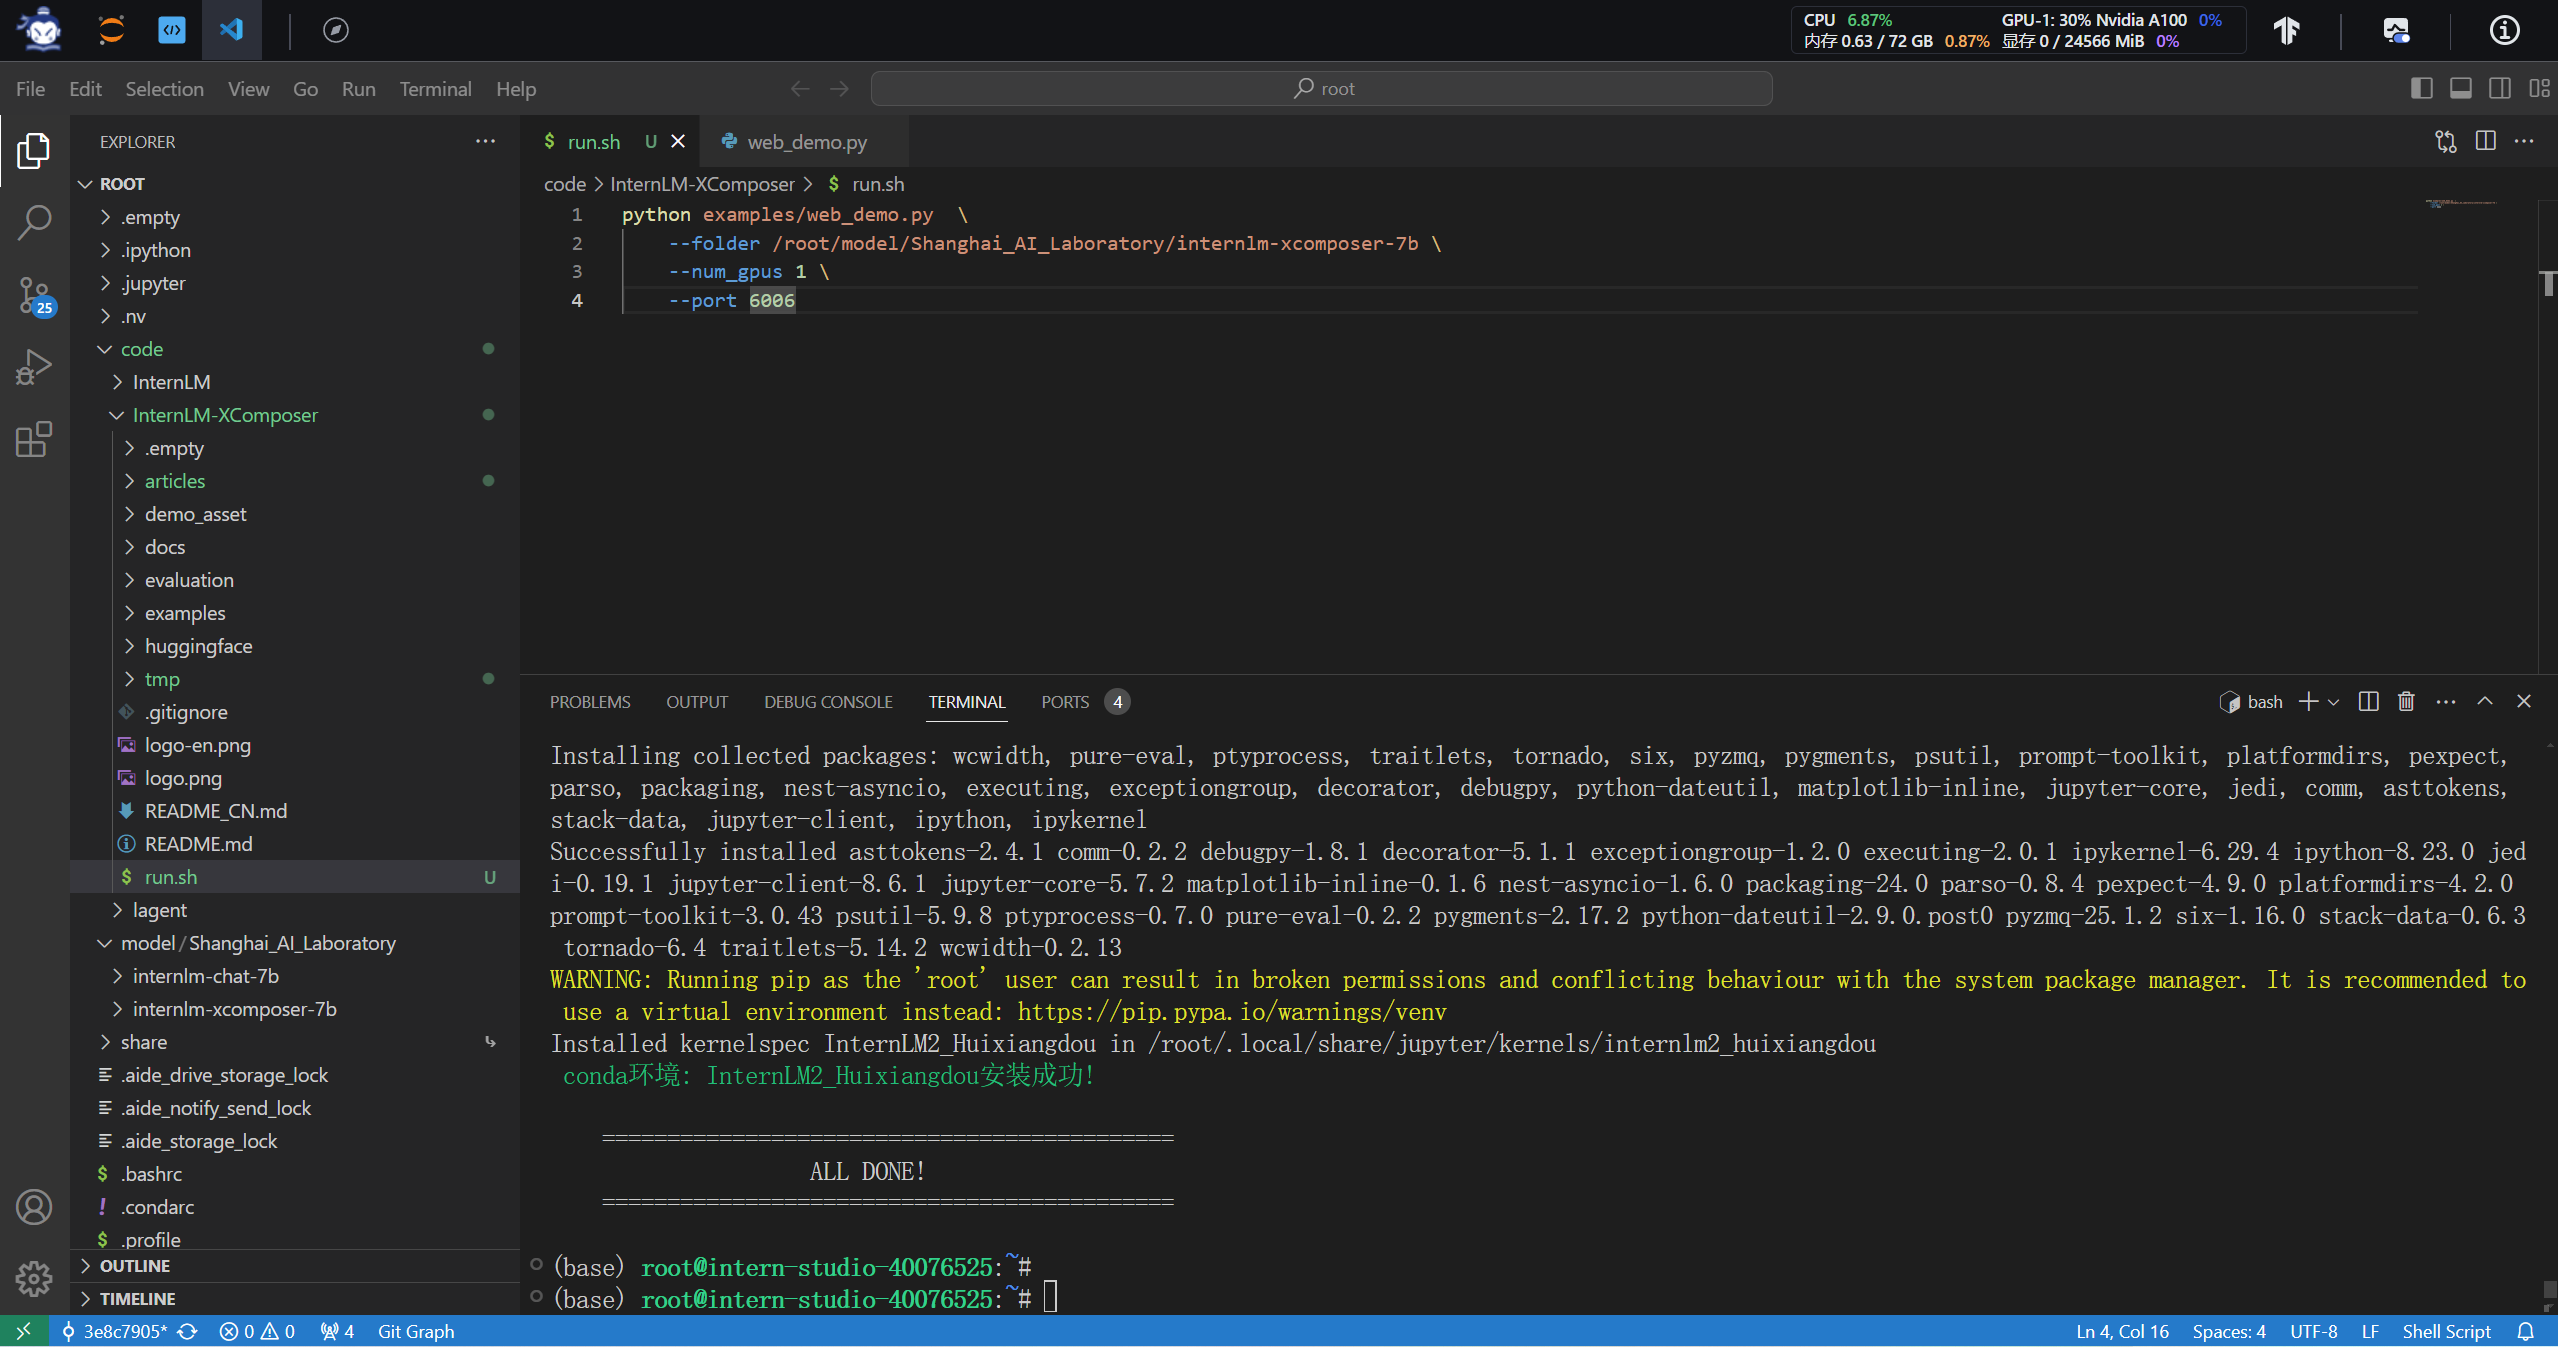 CPU 6.87% GPU-1: 30% Nvidia A100 0%
内存 0.63 / 72 GB 0.87% 显存 0 / 24566 MiB 0%
File Edit Selection View Go Run Terminal Help
root
EXPLORER
ROOT
.empty
.ipython
.jupyter
.nv
code
InternLM
InternLM-XComposer
.empty
articles
demo_asset
docs
evaluation
examples
huggingface
tmp
.gitignore
logo-en.png
logo.png
README_CN.md
README.md
run.sh U
lagent
model / Shanghai_AI_Laboratory
internlm-chat-7b
internlm-xcomposer-7b
share
.aide_drive_storage_lock
.aide_notify_send_lock
.aide_storage_lock
.bashrc
.condarc
.profile
OUTLINE
TIMELINE
25
$ run.sh U web_demo.py
code > InternLM-XComposer > $ run.sh
1 python examples/web_demo.py \
2 --folder /root/model/Shanghai_AI_Laboratory/internlm-xcomposer-7b \
3 --num_gpus 1 \
4 --port 6006
PROBLEMS OUTPUT DEBUG CONSOLE TERMINAL PORTS 4
bash
Installing collected packages: wcwidth, pure-eval, ptyprocess, traitlets, tornado, six, pyzmq, pygments, psutil, prompt-toolkit, platformdirs, pexpect,
parso, packaging, nest-asyncio, executing, exceptiongroup, decorator, debugpy, python-dateutil, matplotlib-inline, jupyter-core, jedi, comm, asttokens,
stack-data, jupyter-client, ipython, ipykernel
Successfully installed asttokens-2.4.1 comm-0.2.2 debugpy-1.8.1 decorator-5.1.1 exceptiongroup-1.2.0 executing-2.0.1 ipykernel-6.29.4 ipython-8.23.0 jed
i-0.19.1 jupyter-client-8.6.1 jupyter-core-5.7.2 matplotlib-inline-0.1.6 nest-asyncio-1.6.0 packaging-24.0 parso-0.8.4 pexpect-4.9.0 platformdirs-4.2.0
prompt-toolkit-3.0.43 psutil-5.9.8 ptyprocess-0.7.0 pure-eval-0.2.2 pygments-2.17.2 python-dateutil-2.9.0.post0 pyzmq-25.1.2 six-1.16.0 stack-data-0.6.3
tornado-6.4 traitlets-5.14.2 wcwidth-0.2.13
WARNING: Running pip as the 'root' user can result in broken permissions and conflicting behaviour with the system package manager. It is recommended to
use a virtual environment instead: https://pip.pypa.io/warnings/venv
Installed kernelspec InternLM2_Huixiangdou in /root/.local/share/jupyter/kernels/internlm2_huixiangdou
conda环境: InternLM2_Huixiangdou安装成功!
============================================
ALL DONE!
============================================
(base) root@intern-studio-40076525:~#
(base) root@intern-studio-40076525:~#
3e8c7905* 0 0 4 Git Graph
Ln 4, Col 16 Spaces: 4 UTF-8 LF Shell Script